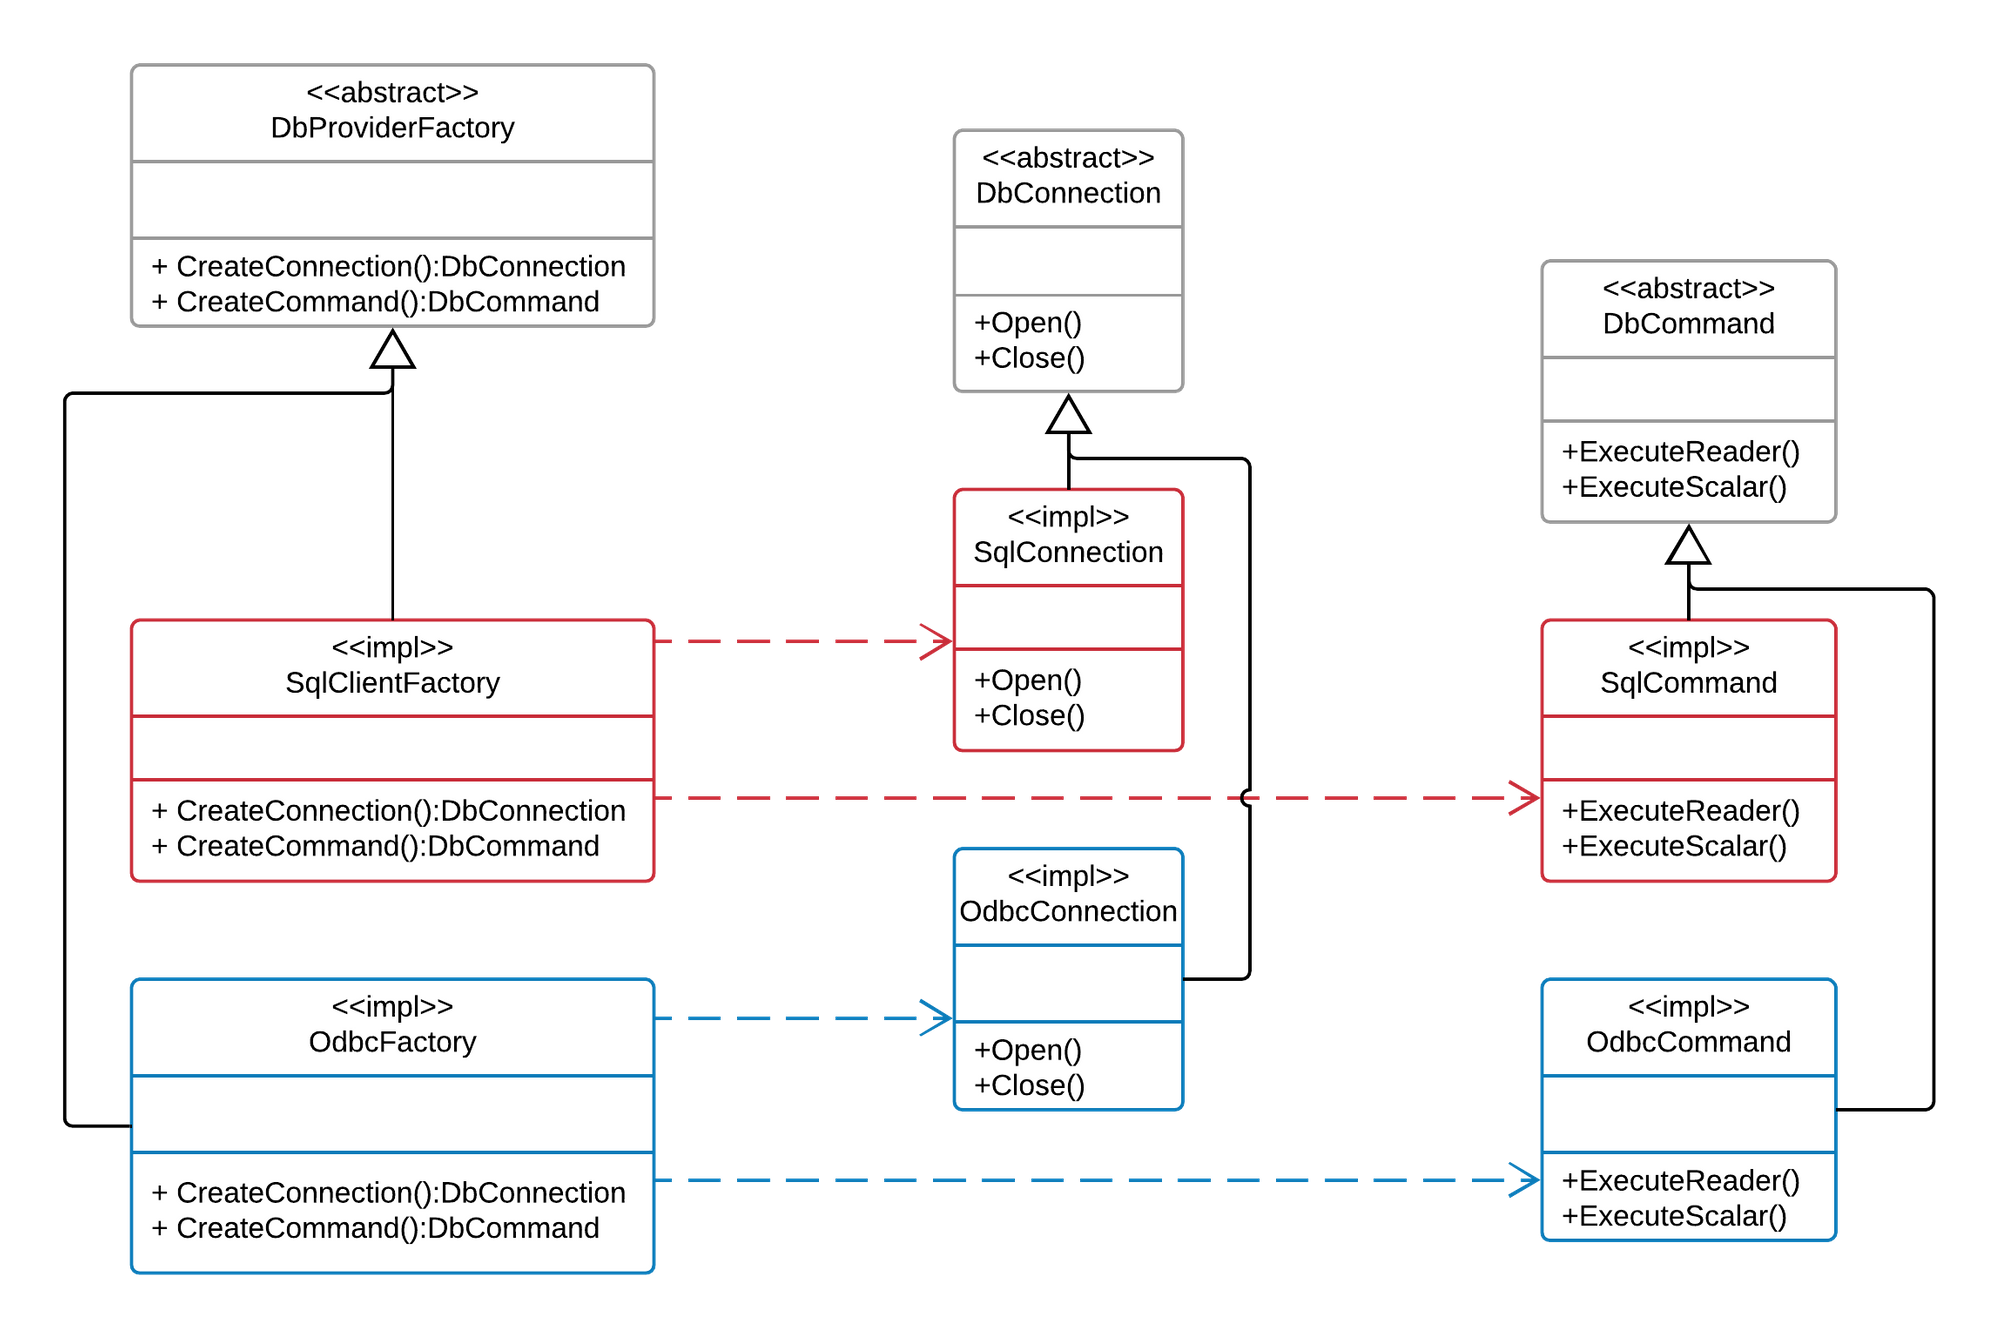 <<abstract>>
DbProviderFactory
+ CreateConnection():DbConnection
+ CreateCommand():DbCommand
<<abstract>>
DbConnection
+Open()
+Close()
<<abstract>>
DbCommand
+ExecuteReader()
+ExecuteScalar()
<<impl>>
SqlClientFactory
+ CreateConnection():DbConnection
+ CreateCommand():DbCommand
<<impl>>
SqlConnection
+Open()
+Close()
<<impl>>
SqlCommand
+ExecuteReader()
+ExecuteScalar()
<<impl>>
OdbcFactory
+ CreateConnection():DbConnection
+ CreateCommand():DbCommand
<<impl>>
OdbcConnection
+Open()
+Close()
<<impl>>
OdbcCommand
+ExecuteReader()
+ExecuteScalar()